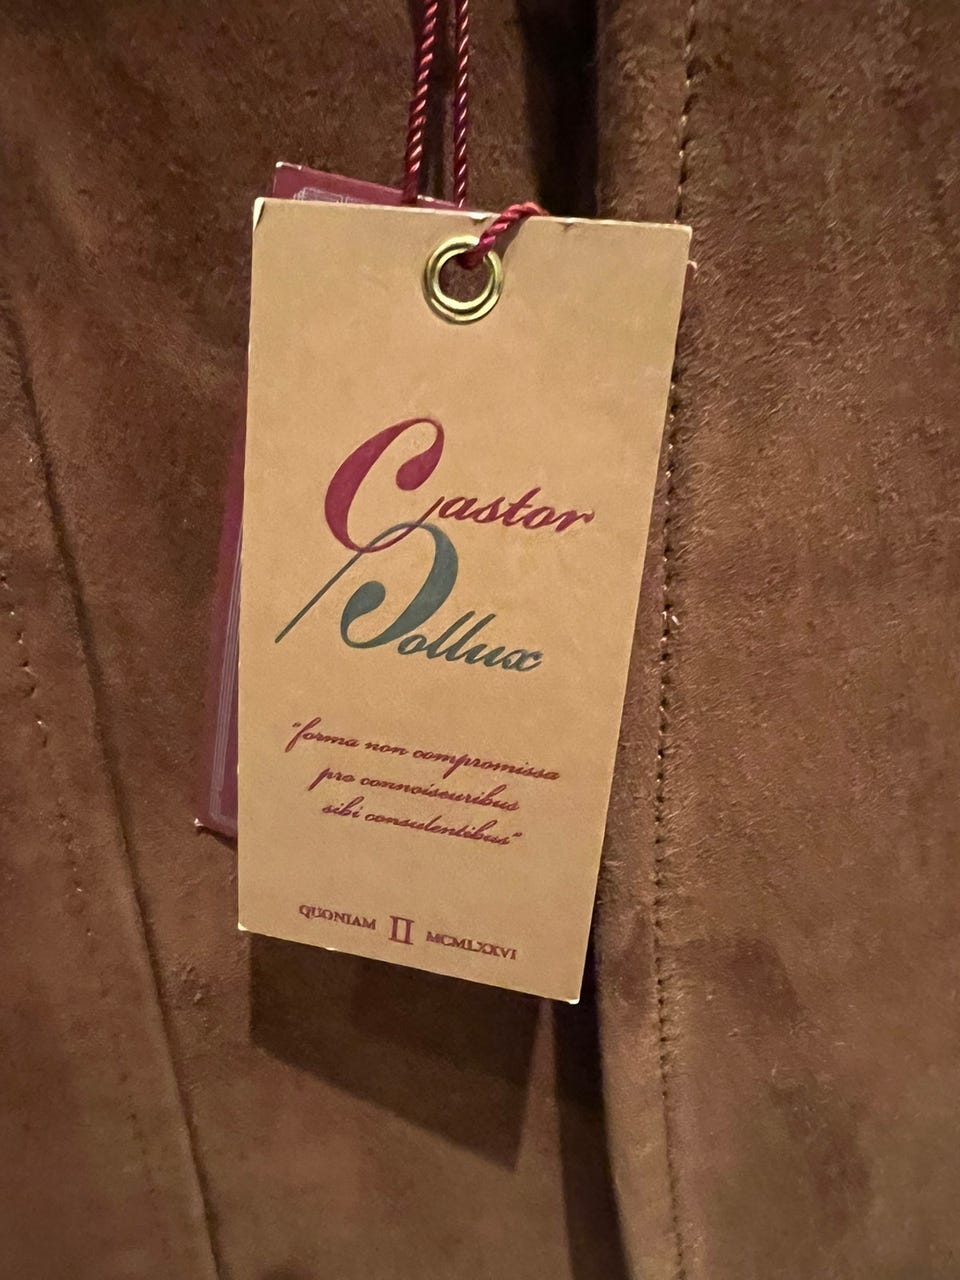 Castor
Pollux
"forma non compromissa
pro connoiseuribus
sibi consulentibus"
QUONIAM II MCMLXXVI